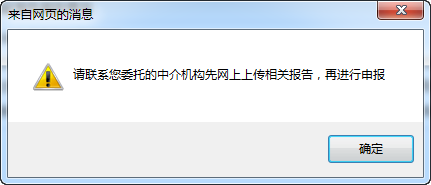 来自网页的消息
请联系您委托的中介机构先网上上传相关报告，再进行申报
确定